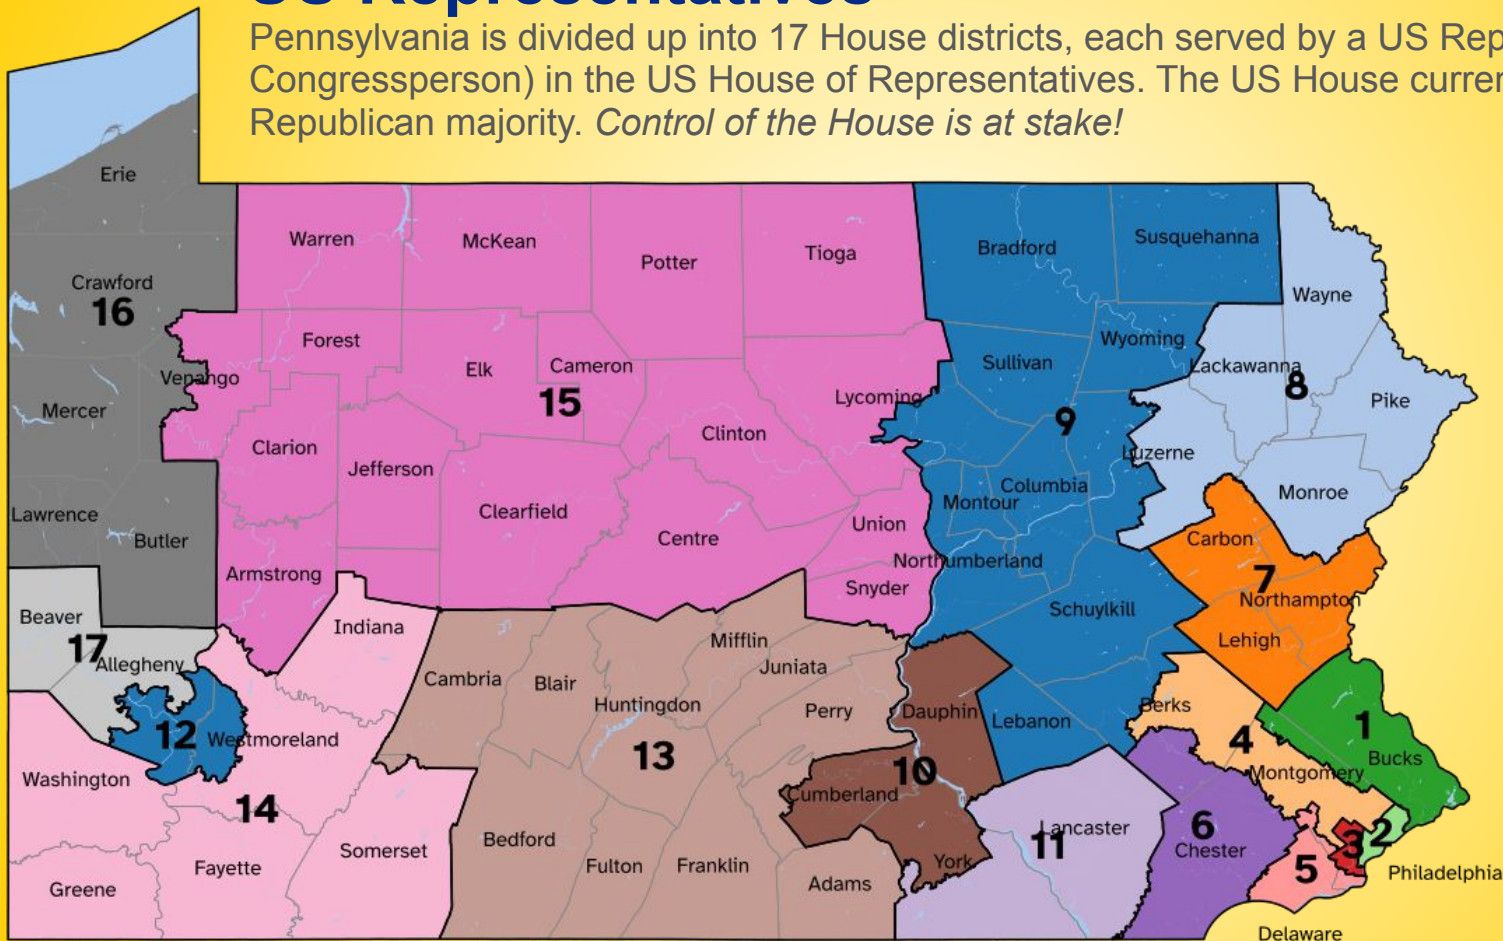 US Representatives
Pennsylvania is divided up into 17 House districts, each served by a US Rep
Congressperson) in the US House of Representatives. The US House curren
Republican majority. Control of the House is at stake!
Erie
Warren
McKean
Potter
Tioga
Bradford
Susquehanna
Crawford
16
Wayne
Forest
Wyoming
Venango
Elk
Cameron
Sullivan
Lackawanna
8
Mercer
15
Lycoming
9
Pike
Clarion
Jefferson
Clinton
Luzerne
Lawrence
Butler
Clearfield
Centre
Union
Montour
Columbia
Monroe
Armstrong
Northumberland
Carbon
7
Snyder
Northampton
Beaver
17
Allegheny
Indiana
Schuylkill
Lehigh
Mifflin
Juniata
Cambria
Blair
Huntingdon
Perry
Dauphin
Lebanon
Berks
4
1
Bucks
12
Westmoreland
13
10
Montgomery
Washington
14
Cumberland
Lancaster
11
6
Chester
3
2
Fayette
Somerset
Bedford
Fulton
Franklin
Adams
York
5
Philadelphia
Greene
Delaware